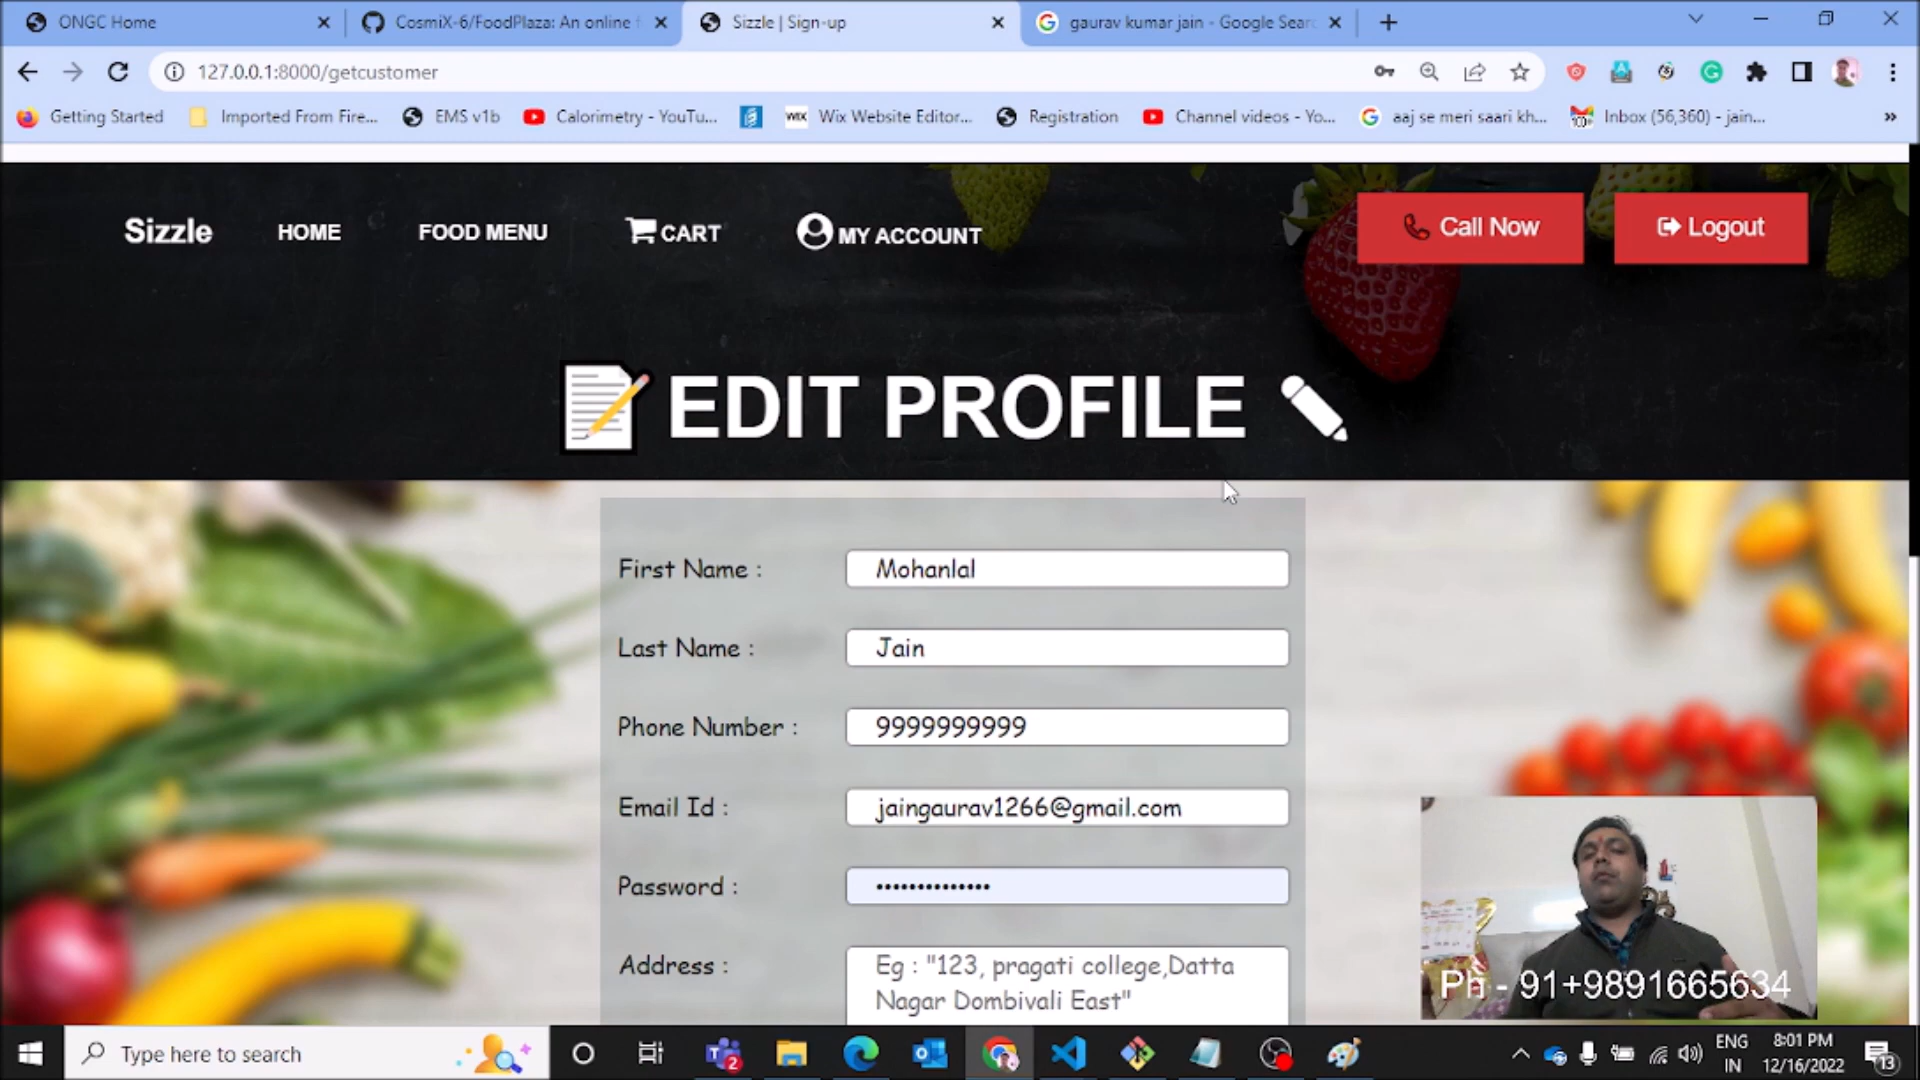 ONGC Home
CosmiX-6/FoodPlaza: An online f
Sizzle | Sign-up
gaurav kumar jain - Google Sear
127.0.0.1:8000/getcustomer
Getting Started
Imported From Fire...
EMS v1b
Calorimetry - YouTu...
WIX Wix Website Editor...
Registration
Channel videos - Yo...
aaj se meri saari kh...
Inbox (56,360) - jain...
Sizzle
HOME
FOOD MENU
CART
MY ACCOUNT
Call Now
Logout
EDIT PROFILE
First Name : Mohanlal
Last Name : Jain
Phone Number : 9999999999
Email Id : jaingaurav1266@gmail.com
Password : ••••••••••••••
Address : Eg : "123, pragati college,Datta
Nagar Dombivali East"
Ph - 91+9891665634
Type here to search
2
ENG
IN
8:01 PM
12/16/2022
13